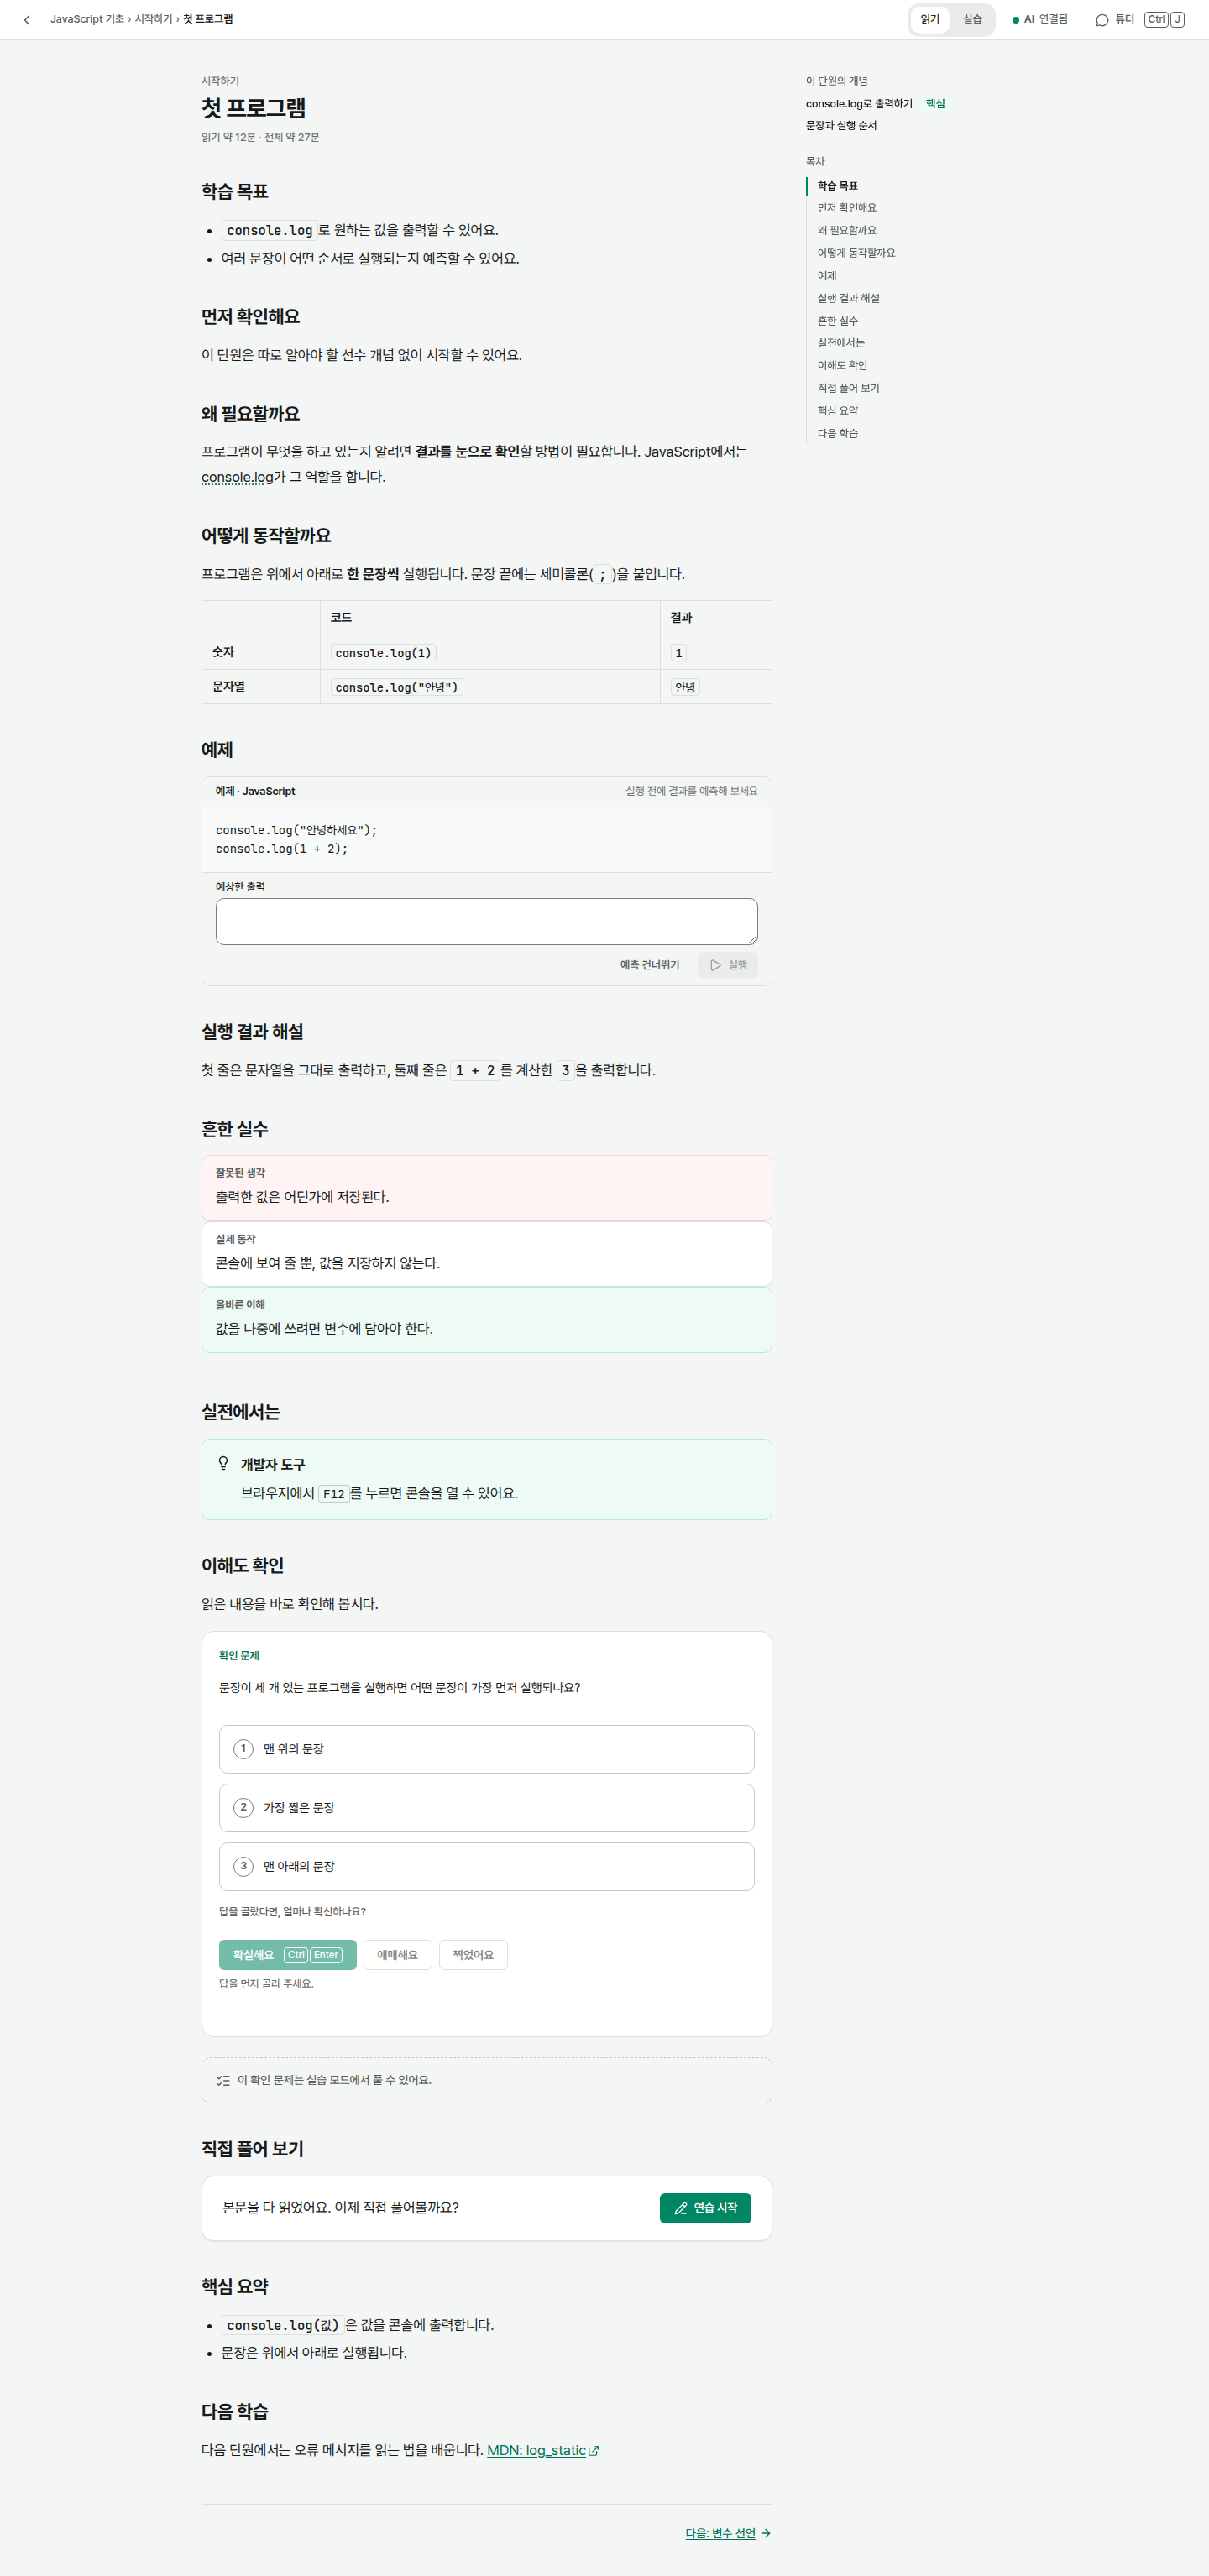 JavaScript 기초 › 시작하기 › 첫 프로그램
읽기 실습 AI 연결됨 튜터 Ctrl J
시작하기
첫 프로그램
읽기 약 12분 · 전체 약 27분
학습 목표
console.log로 원하는 값을 출력할 수 있어요.
여러 문장이 어떤 순서로 실행되는지 예측할 수 있어요.
먼저 확인해요
이 단원은 따로 알아야 할 선수 개념 없이 시작할 수 있어요.
왜 필요할까요
프로그램이 무엇을 하고 있는지 알려면 결과를 눈으로 확인할 방법이 필요합니다. JavaScript에서는
console.log가 그 역할을 합니다.
어떻게 동작할까요
프로그램은 위에서 아래로 한 문장씩 실행됩니다. 문장 끝에는 세미콜론( ; )을 붙입니다.
코드 결과
숫자 console.log(1) 1
문자열 console.log("안녕") 안녕
예제
예제 · JavaScript 실행 전에 결과를 예측해 보세요
console.log("안녕하세요");
console.log(1 + 2);
예상한 출력
예측 건너뛰기 실행
실행 결과 해설
첫 줄은 문자열을 그대로 출력하고, 둘째 줄은 1 + 2 를 계산한 3 을 출력합니다.
흔한 실수
잘못된 생각
출력한 값은 어딘가에 저장된다.
실제 동작
콘솔에 보여 줄 뿐, 값을 저장하지 않는다.
올바른 이해
값을 나중에 쓰려면 변수에 담아야 한다.
실전에서는
개발자 도구
브라우저에서 F12 를 누르면 콘솔을 열 수 있어요.
이해도 확인
읽은 내용을 바로 확인해 봅시다.
확인 문제
문장이 세 개 있는 프로그램을 실행하면 어떤 문장이 가장 먼저 실행되나요?
1 맨 위의 문장
2 가장 짧은 문장
3 맨 아래의 문장
답을 골랐다면, 얼마나 확신하나요?
확실해요 Ctrl Enter 애매해요 찍었어요
답을 먼저 골라 주세요.
이 확인 문제는 실습 모드에서 풀 수 있어요.
직접 풀어 보기
본문을 다 읽었어요. 이제 직접 풀어볼까요? 연습 시작
핵심 요약
console.log(값)은 값을 콘솔에 출력합니다.
문장은 위에서 아래로 실행됩니다.
다음 학습
다음 단원에서는 오류 메시지를 읽는 법을 배웁니다. MDN: log_static
다음: 변수 선언
이 단원의 개념
console.log로 출력하기 핵심
문장과 실행 순서
목차
학습 목표
먼저 확인해요
왜 필요할까요
어떻게 동작할까요
예제
실행 결과 해설
흔한 실수
실전에서는
이해도 확인
직접 풀어 보기
핵심 요약
다음 학습